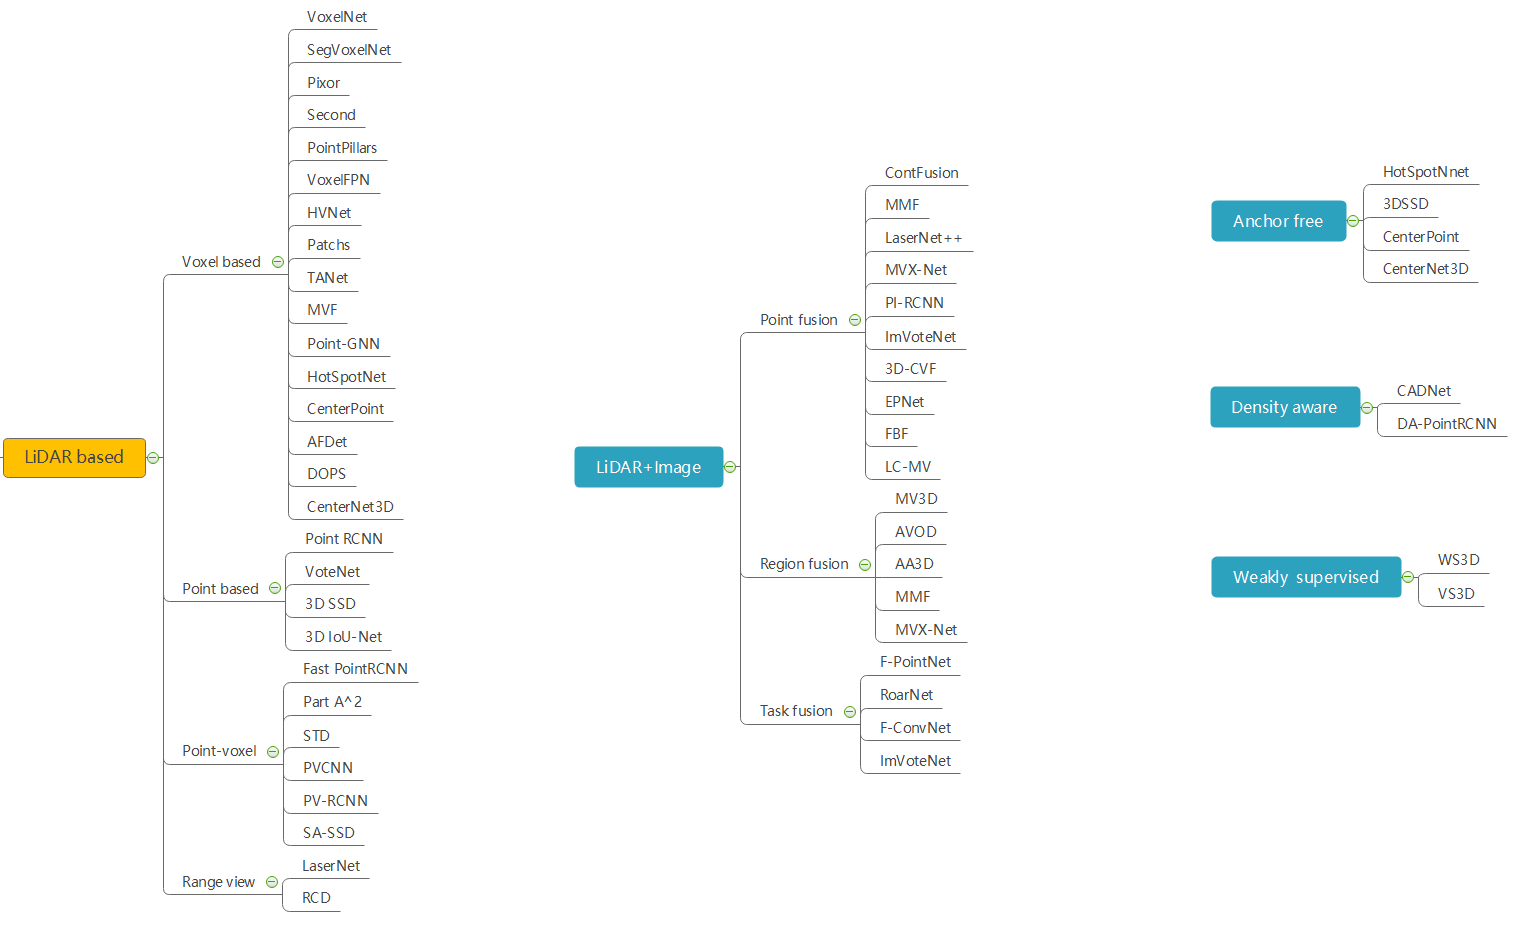 LiDAR based
Voxel based
VoxelNet
SegVoxelNet
Pixor
Second
PointPillars
VoxelFPN
HVNet
Patchs
TANet
MVF
Point-GNN
HotSpotNet
CenterPoint
AFDet
DOPS
CenterNet3D
Point based
Point RCNN
VoteNet
3D SSD
3D IoU-Net
Point-voxel
Fast PointRCNN
Part A^2
STD
PVCNN
PV-RCNN
SA-SSD
Range view
LaserNet
RCD
LiDAR+Image
Point fusion
ContFusion
MMF
LaserNet++
MVX-Net
PI-RCNN
ImVoteNet
3D-CVF
EPNet
FBF
LC-MV
Region fusion
MV3D
AVOD
AA3D
MMF
MVX-Net
Task fusion
F-PointNet
RoarNet
F-ConvNet
ImVoteNet
Anchor free
HotSpotNnet
3DSSD
CenterPoint
CenterNet3D
Density aware
CADNet
DA-PointRCNN
Weakly supervised
WS3D
VS3D